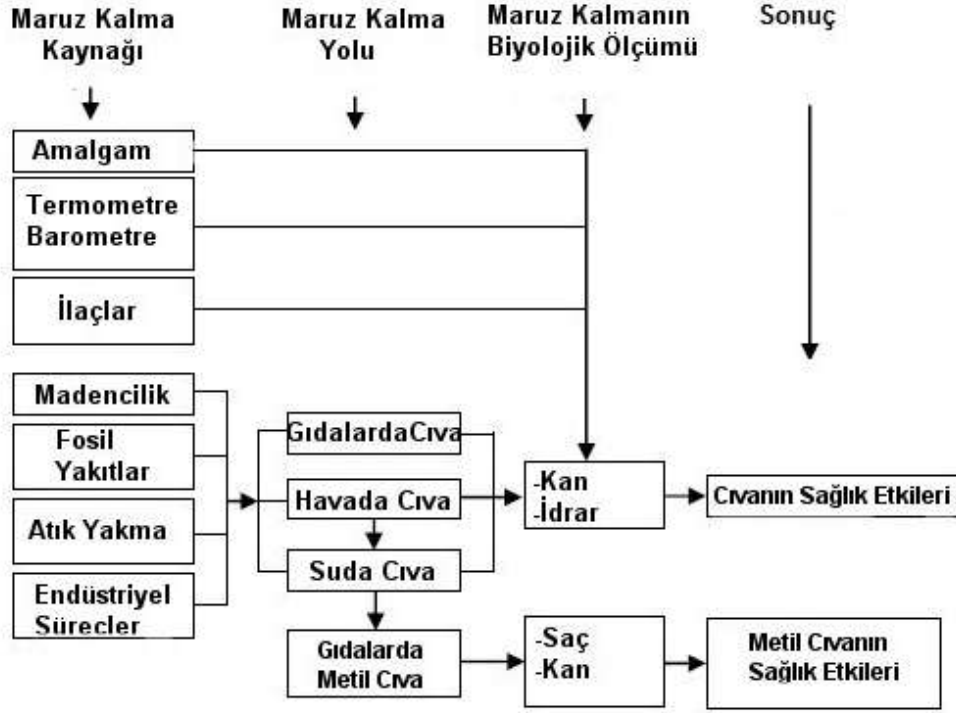 Maruz Kalma
Kaynağı
Maruz Kalma
Yolu
Maruz Kalmanın
Biyolojik Ölçümü
Sonuç
Amalgam
Termometre
Barometre
İlaçlar
Madencilik
Fosil
Yakıtlar
Atık Yakma
Endüstriyel
Sürecler
GıdalardaCıva
Havada Cıva
Suda Cıva
Gıdalarda
Metil Cıva
-Kan
-İdrar
-Saç
-Kan
Cıvanın Sağlık Etkileri
Metil Cıvanın
Sağlık Etkileri